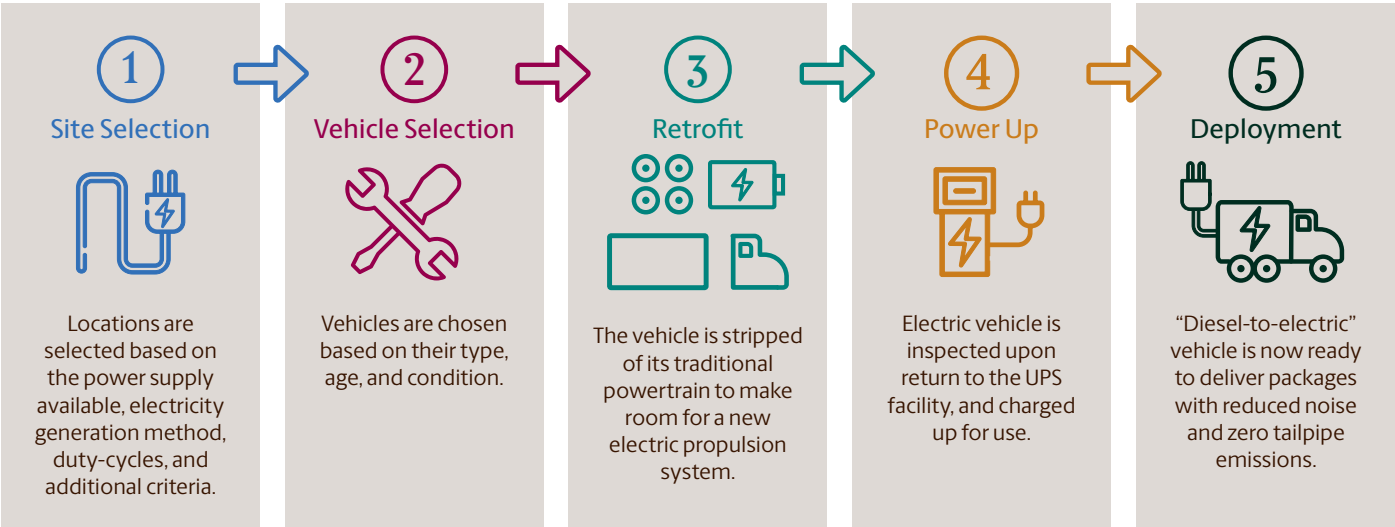 1
Site Selection
Locations are
selected based on
the power supply
available, electricity
generation method,
duty-cycles, and
additional criteria.
2
Vehicle Selection
Vehicles are chosen
based on their type,
age, and condition.
3
Retrofit
The vehicle is stripped
of its traditional
powertrain to make
room for a new
electric propulsion
system.
4
Power Up
Electric vehicle is
inspected upon
return to the UPS
facility, and charged
up for use.
5
Deployment
“Diesel-to-electric”
vehicle is now ready
to deliver packages
with reduced noise
and zero tailpipe
emissions.